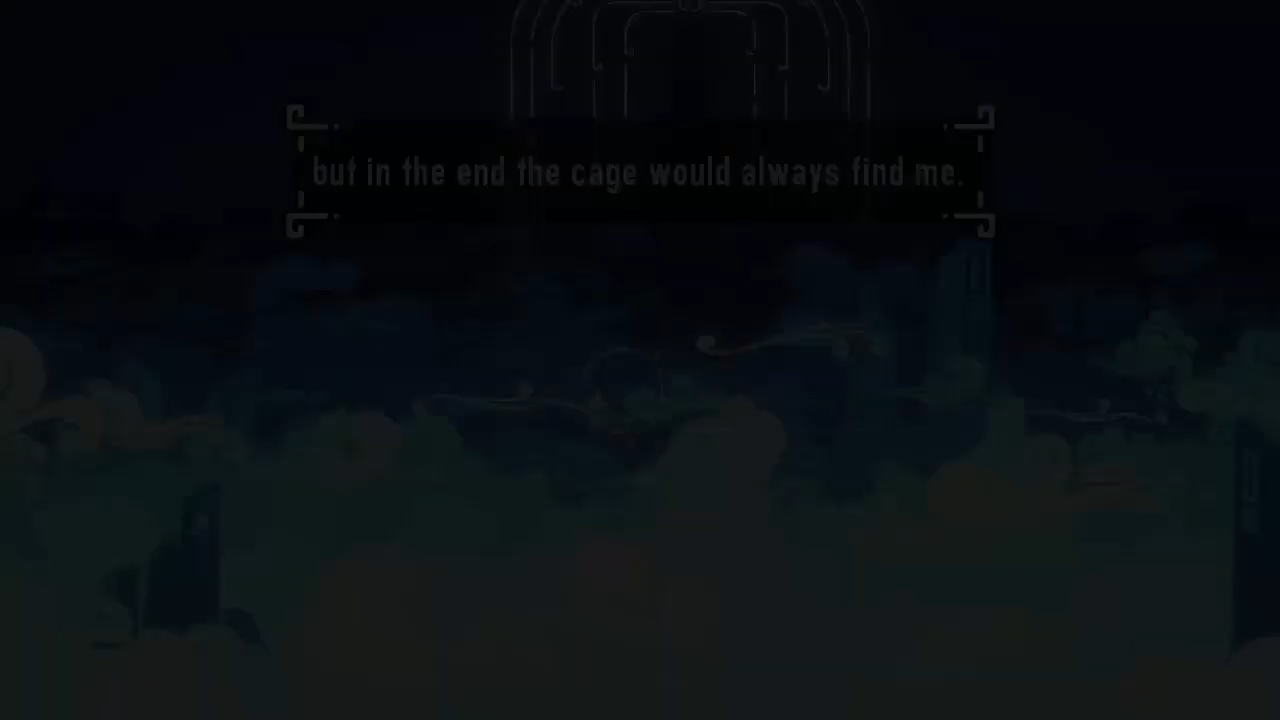 but in the end the cage would always find me.